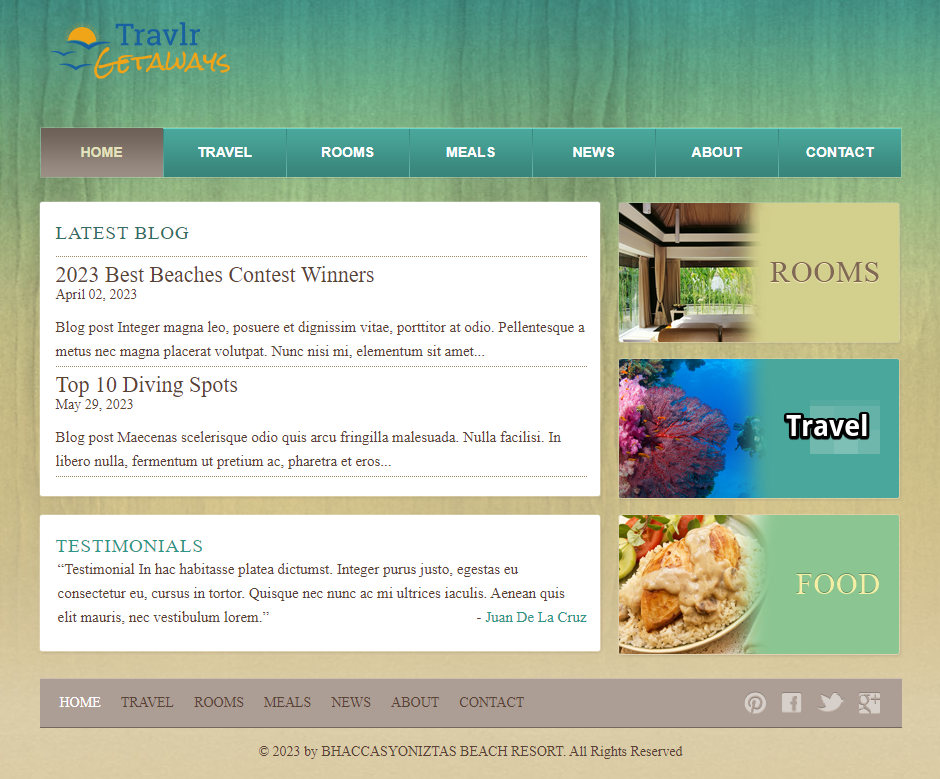 Travlr
Getaways
HOME TRAVEL ROOMS MEALS NEWS ABOUT CONTACT
LATEST BLOG
2023 Best Beaches Contest Winners
April 02, 2023
Blog post Integer magna leo, posuere et dignissim vitae, porttitor at odio. Pellentesque a
metus nec magna placerat volutpat. Nunc nisi mi, elementum sit amet...
Top 10 Diving Spots
May 29, 2023
Blog post Maecenas scelerisque odio quis arcu fringilla malesuada. Nulla facilisi. In
libero nulla, fermentum ut pretium ac, pharetra et eros...
TESTIMONIALS
“Testimonial In hac habitasse platea dictumst. Integer purus justo, egestas eu
consectetur eu, cursus in tortor. Quisque nec nunc ac mi ultrices iaculis. Aenean quis
elit mauris, nec vestibulum lorem.” - Juan De La Cruz
ROOMS
Travel
FOOD
HOME TRAVEL ROOMS MEALS NEWS ABOUT CONTACT
© 2023 by BHACCASYONIZTAS BEACH RESORT. All Rights Reserved